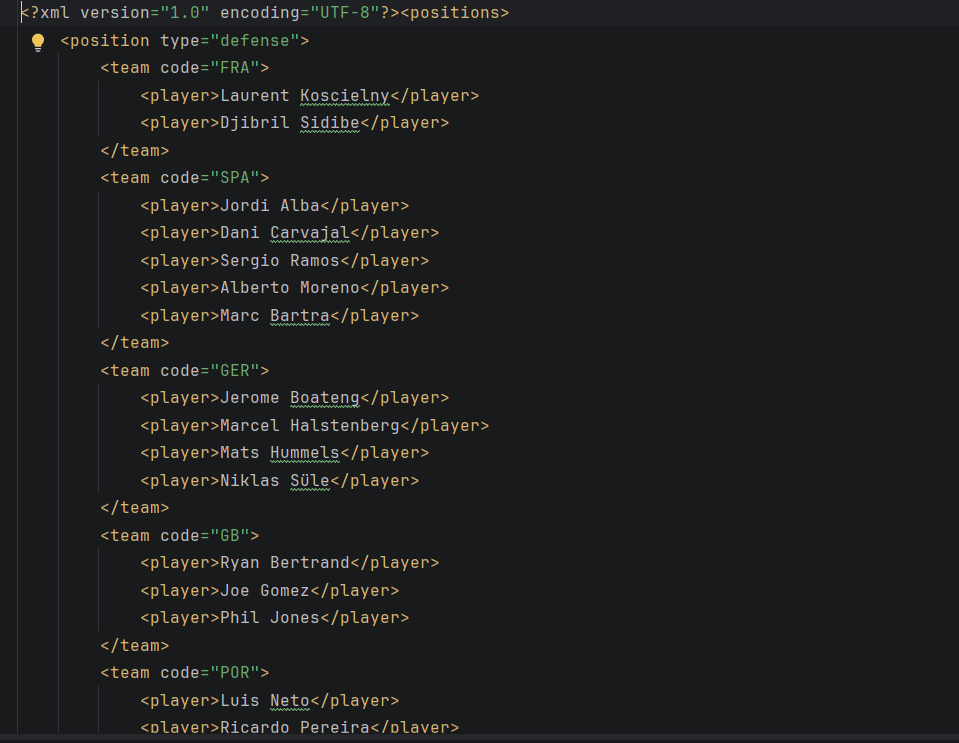 <?xml version="1.0" encoding="UTF-8"?><positions>
<position type="defense">
<team code="FRA">
<player>Laurent Koscielny</player>
<player>Djibril Sidibe</player>
</team>
<team code="SPA">
<player>Jordi Alba</player>
<player>Dani Carvajal</player>
<player>Sergio Ramos</player>
<player>Alberto Moreno</player>
<player>Marc Bartra</player>
</team>
<team code="GER">
<player>Jerome Boateng</player>
<player>Marcel Halstenberg</player>
<player>Mats Hummels</player>
<player>Niklas Süle</player>
</team>
<team code="GB">
<player>Ryan Bertrand</player>
<player>Joe Gomez</player>
<player>Phil Jones</player>
</team>
<team code="POR">
<player>Luis Neto</player>
<player>Ricardo Pereira</player>